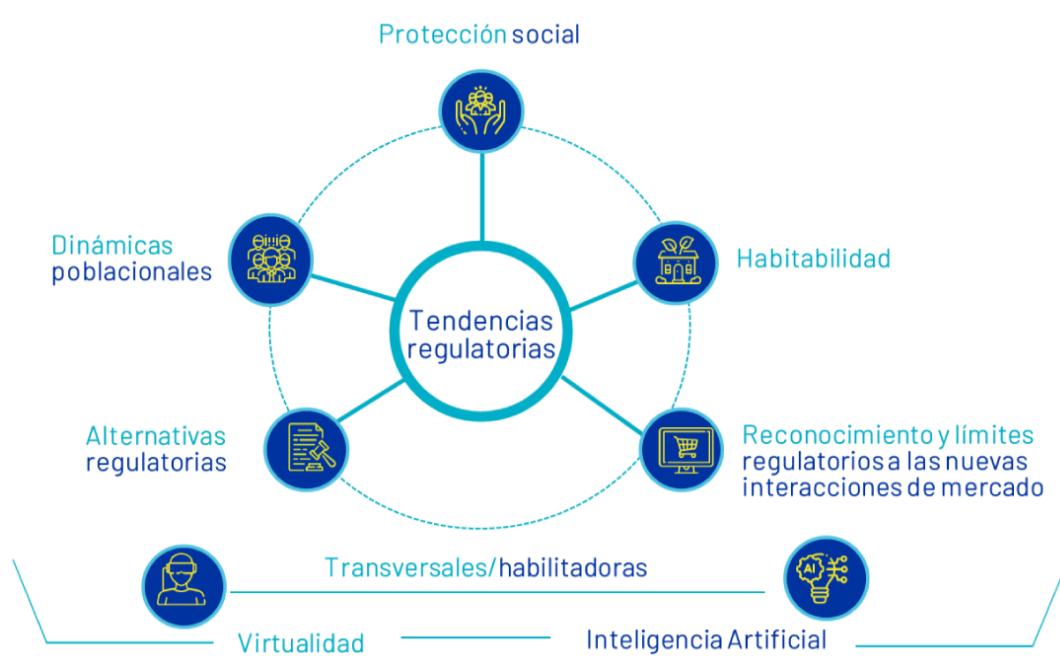 Protección social
Dinámicas
poblacionales
Habitabilidad
Tendencias
regulatorias
Alternativas
regulatorias
Reconocimiento y límites
regulatorios a las nuevas
interacciones de mercado
Transversales/habilitadoras
AI
Virtualidad
Inteligencia Artificial